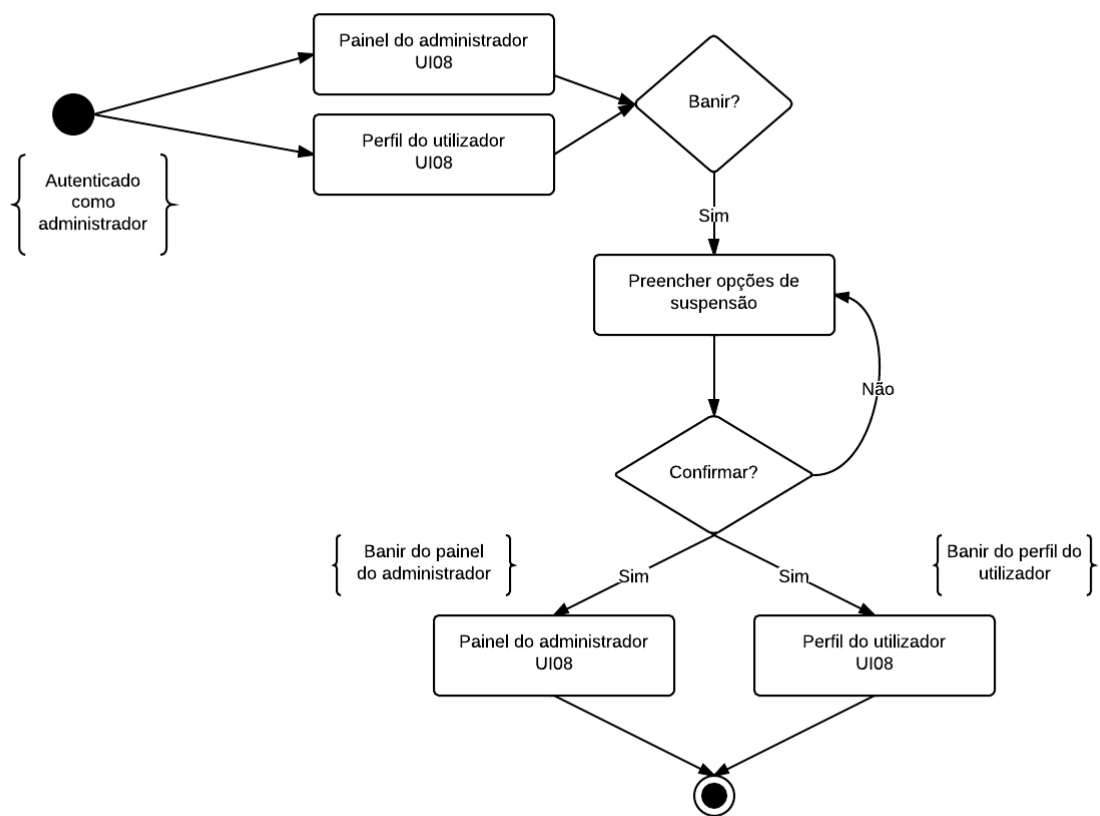 Painel do administrador
UI08
Banir?
Perfil do utilizador
UI08
Autenticado
como
administrador
Sim
Preencher opções de
suspensão
Não
Confirmar?
Banir do painel
do administrador
Banir do perfil do
utilizador
Sim
Sim
Painel do administrador
UI08
Perfil do utilizador
UI08